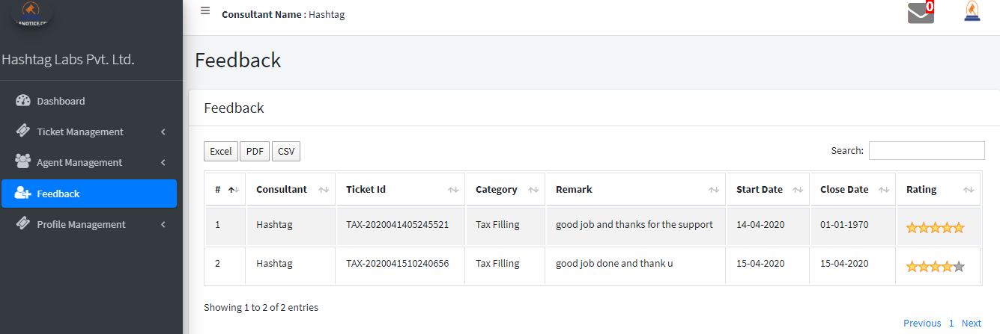 Consultant Name : Hashtag
0
Hashtag Labs Pvt. Ltd.
Dashboard
Ticket Management
Agent Management
Feedback
Profile Management
Feedback
Feedback
Excel PDF CSV
Search:
# Consultant Ticket Id Category Remark Start Date Close Date Rating
1 Hashtag TAX-2020041405245521 Tax Filling good job and thanks for the support 14-04-2020 01-01-1970
2 Hashtag TAX-2020041510240656 Tax Filling good job done and thank u 15-04-2020 15-04-2020
Showing 1 to 2 of 2 entries
Previous 1 Next